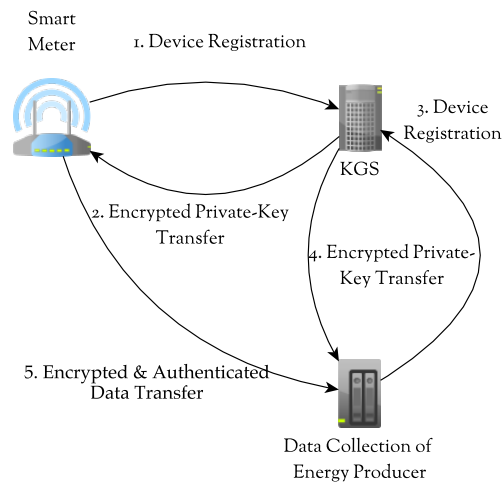 Smart
Meter
1. Device Registration
3. Device
Registration
KGS
2. Encrypted Private-Key
Transfer
4. Encrypted Private-
Key Transfer
5. Encrypted & Authenticated
Data Transfer
Data Collection of
Energy Producer